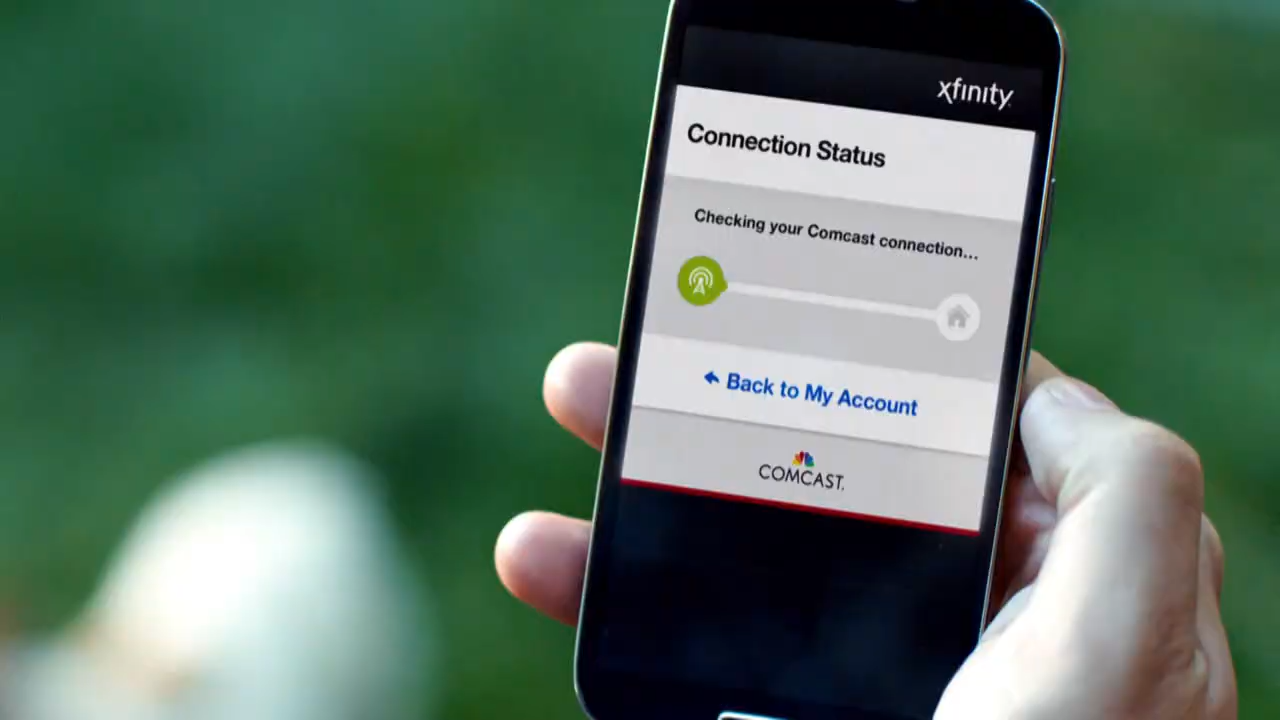 xfinity
Connection Status
Checking your Comcast connection...
Back to My Account
COMCAST.